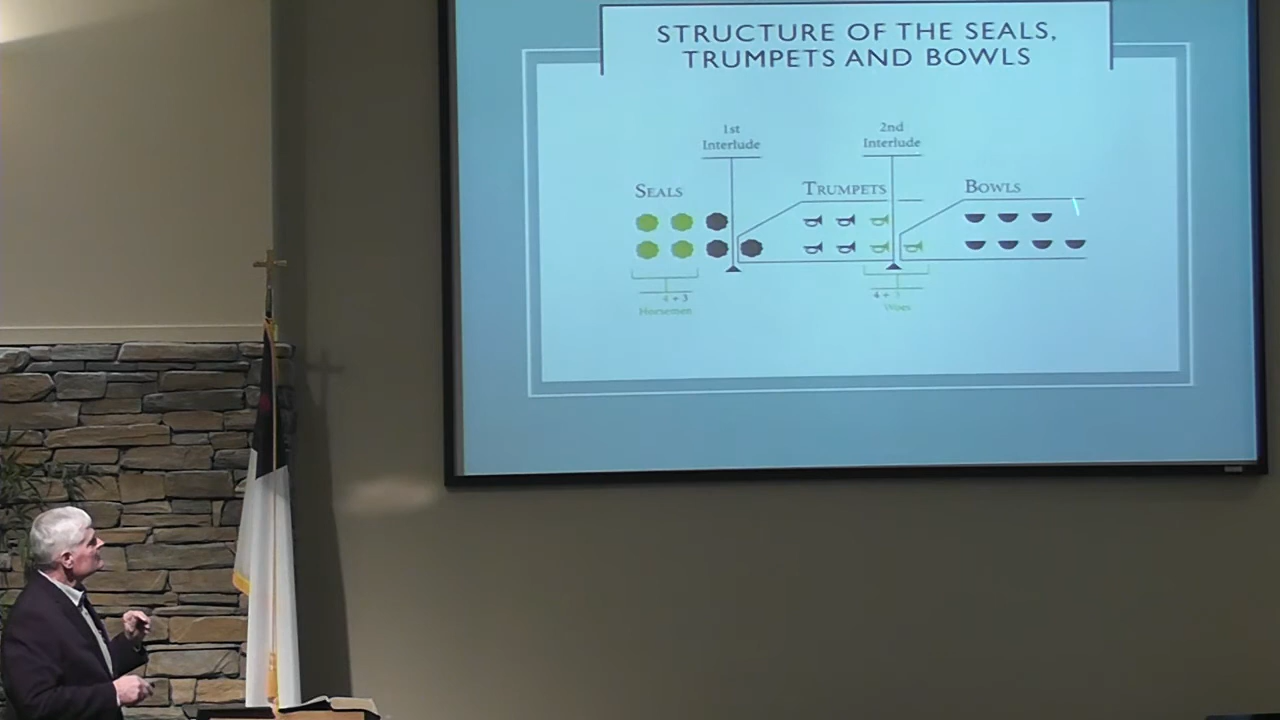 STRUCTURE OF THE SEALS,
TRUMPETS AND BOWLS
1st
Interlude
2nd
Interlude
SEALS
TRUMPETS
BOWLS
4 + 3
Horsemen
4 + 3
Woes